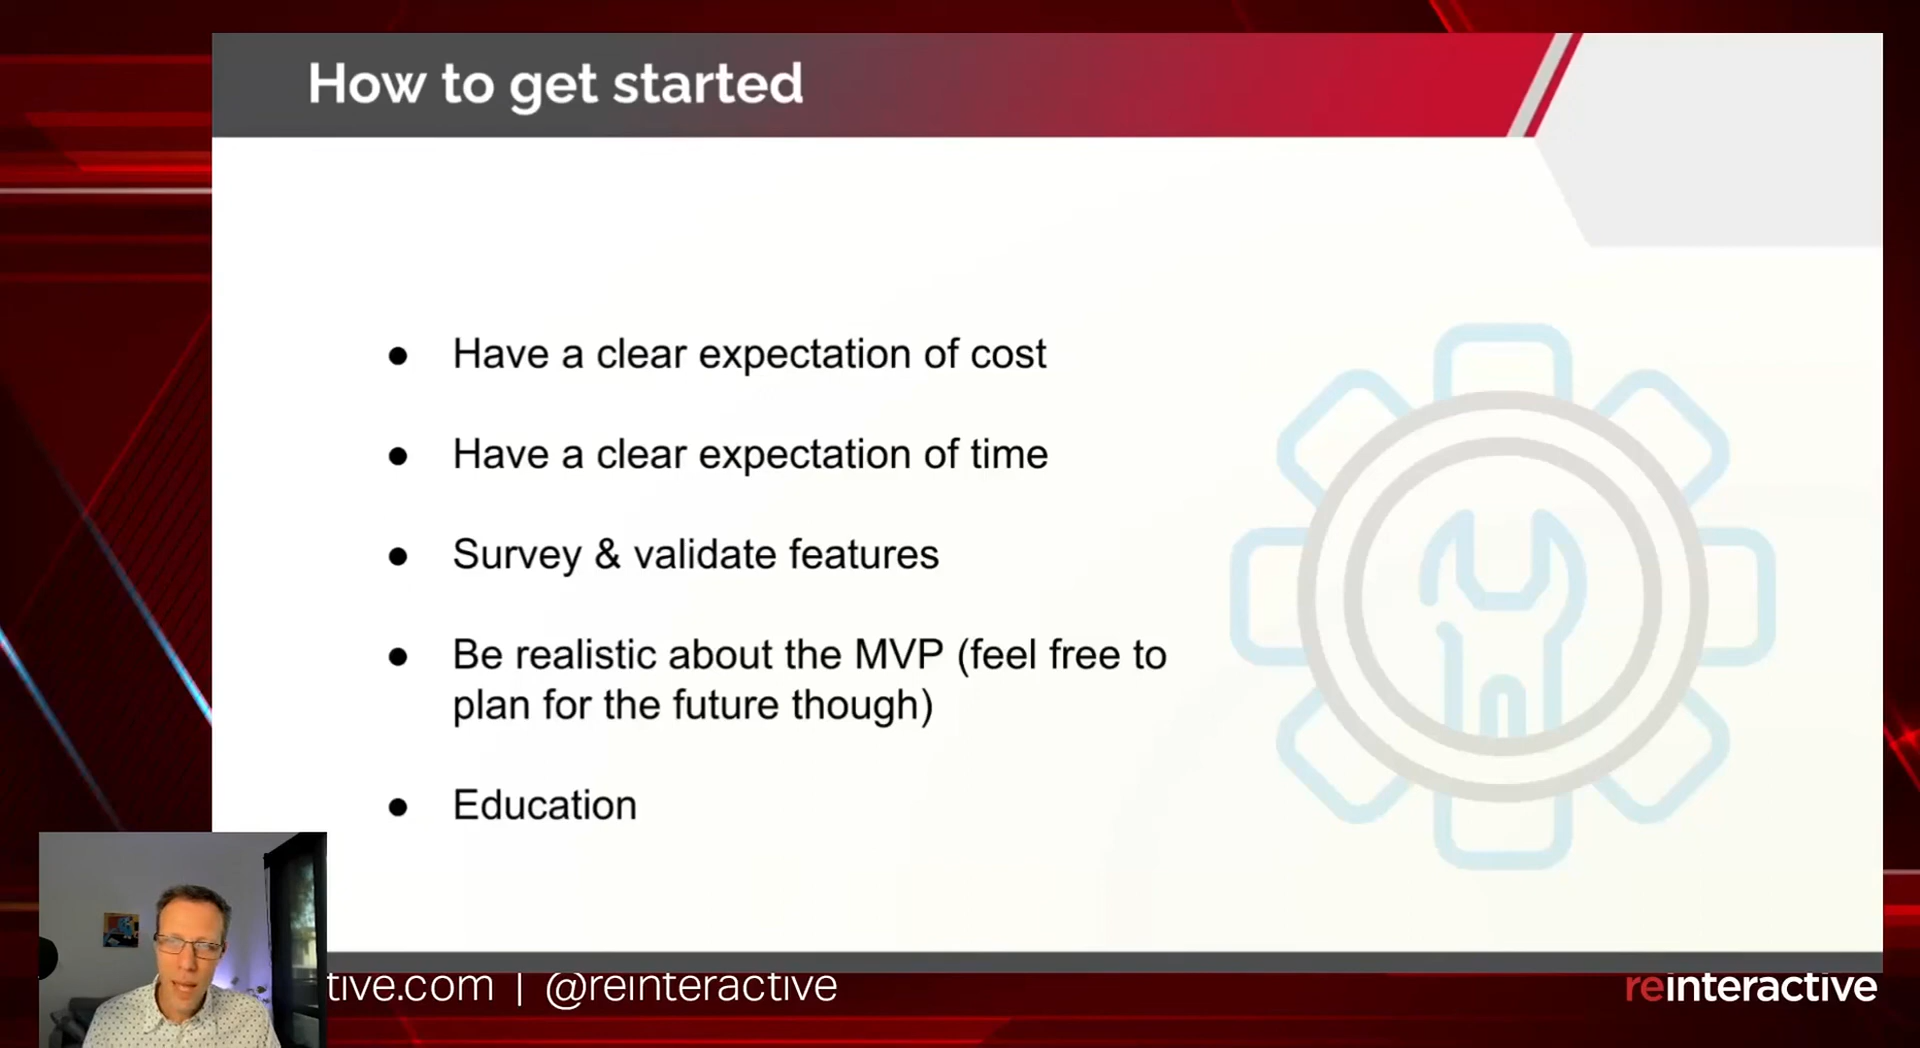 How to get started
● Have a clear expectation of cost
● Have a clear expectation of time
● Survey & validate features
● Be realistic about the MVP (feel free to
plan for the future though)
● Education
tive.com | @reinteractive
reinteractive